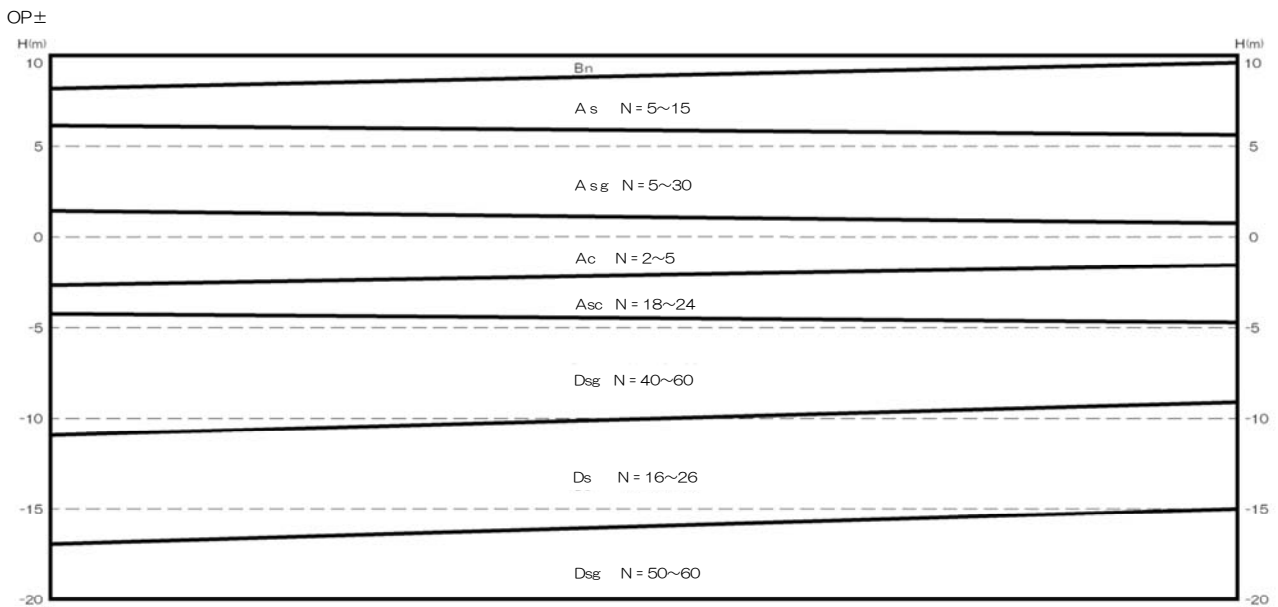 OP±
H(m) H(m)
10 Bn 10
As N=5～15
5 5
Asg N=5～30
0 0
Ac N=2～5
Asc N=18～24
-5 -5
Dsg N=40～60
-10 -10
Ds N=16～26
-15 -15
Dsg N=50～60
-20 -20